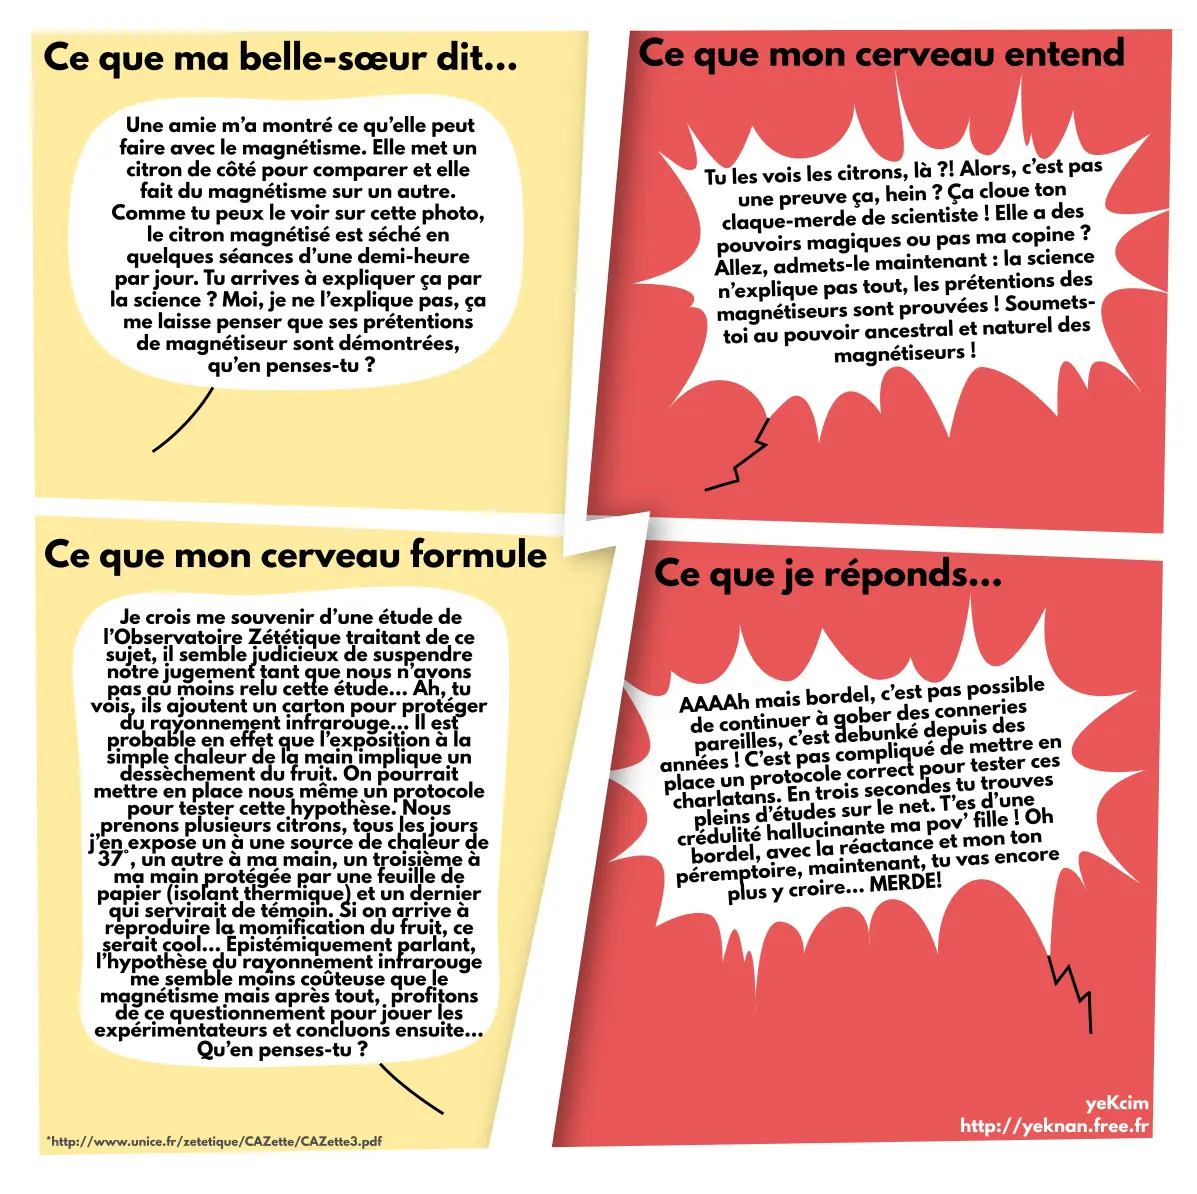 Ce que ma belle-sœur dit...
Une amie m'a montré ce qu'elle peut
faire avec le magnétisme. Elle met un
citron de côté pour comparer et elle
fait du magnétisme sur un autre.
Comme tu peux le voir sur cette photo,
le citron magnétisé est séché en
quelques séances d'une demi-heure
par jour. Tu arrives à expliquer ça par
la science ? Moi, je ne l'explique pas, ça
me laisse penser que ses prétentions
de magnétiseur sont démontrées,
qu'en penses-tu ?
Ce que mon cerveau entend
Tu les vois les citrons, là ?! Alors, c'est pas
une preuve ça, hein ? Ça cloue ton
claque-merde de scientiste ! Elle a des
pouvoirs magiques ou pas ma copine ?
Allez, admets-le maintenant : la science
n'explique pas tout, les prétentions des
magnétiseurs sont prouvées ! Soumets-
toi au pouvoir ancestral et naturel des
magnétiseurs !
Ce que mon cerveau formule
Je crois me souvenir d'une étude de
l'Observatoire Zététique traitant de ce
sujet, il semble judicieux de suspendre
notre jugement tant que nous n'avons
pas au moins relu cette étude... Ah, tu
vois, ils ajoutent un carton pour protéger
du rayonnement infrarouge... Il est
probable en effet que l'exposition à la
simple chaleur de la main implique un
dessèchement du fruit. On pourrait
mettre en place nous même un protocole
pour tester cette hypothèse. Nous
prenons plusieurs citrons, tous les jours
j'en expose un à une source de chaleur de
37°, un autre à ma main, un troisième à
ma main protégée par une feuille de
papier (isolant thermique) et un dernier
qui servirait de témoin. Si on arrive à
reproduire la momification du fruit, ce
serait cool... Épistémiquement parlant,
l'hypothèse du rayonnement infrarouge
me semble moins coûteuse que le
magnétisme mais après tout, profitons
de ce questionnement pour jouer les
expérimentateurs et concluons ensuite...
Qu'en penses-tu ?
*http://www.unice.fr/zetetique/CAZette/CAZette3.pdf
Ce que je réponds...
AAAAh mais bordel, c'est pas possible
de continuer à gober des conneries
pareilles, c'est debunké depuis des
années ! C'est pas compliqué de mettre en
place un protocole correct pour tester ces
charlatans. En trois secondes tu trouves
pleins d'études sur le net. T'es d'une
crédulité hallucinante ma pov' fille ! Oh
bordel, avec la réactance et mon ton
péremptoire, maintenant, tu vas encore
plus y croire... MERDE!
yeKcim
http://yeknan.free.fr